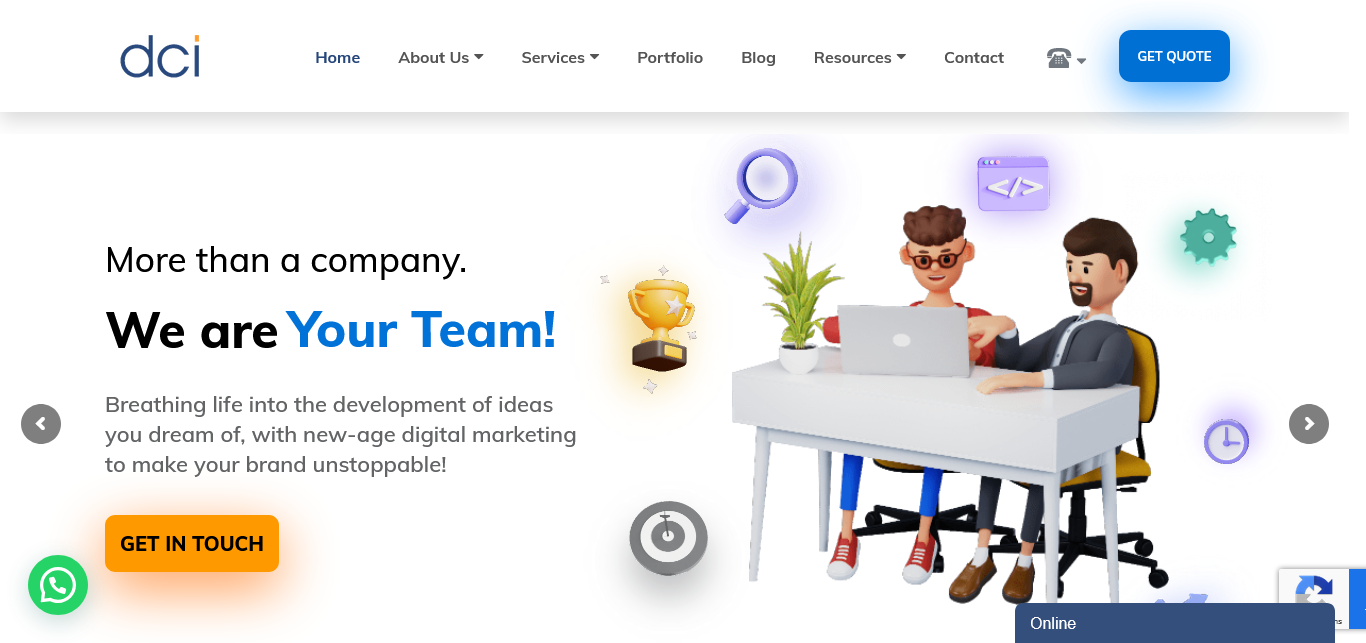 dci
Home
About Us
Services
Portfolio
Blog
Resources
Contact
GET QUOTE
</>
More than a company.
We are Your Team!
Breathing life into the development of ideas
you dream of, with new-age digital marketing
to make your brand unstoppable!
GET IN TOUCH
Online